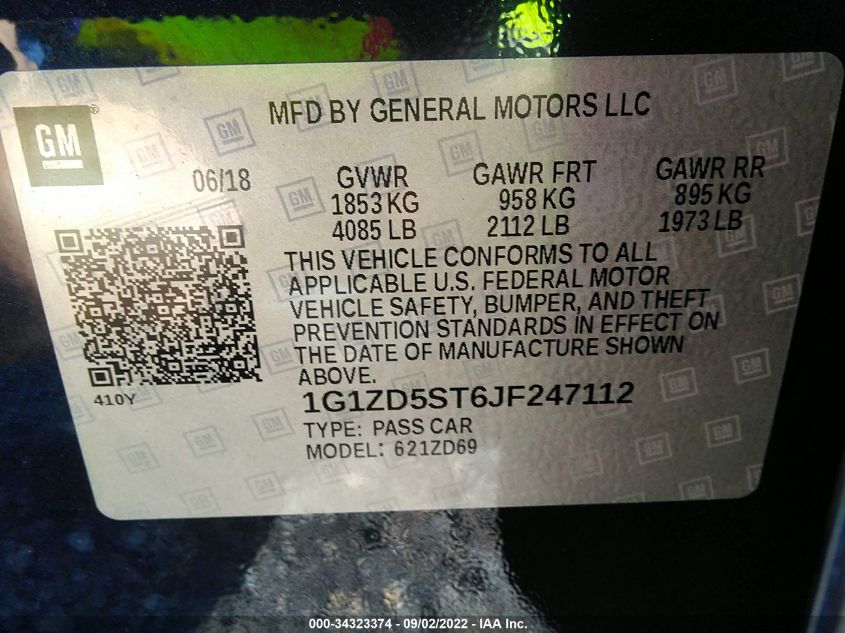 GM
MFD BY GENERAL MOTORS LLC
06/18
GVWR
1853 KG
4085 LB
GAWR FRT
958 KG
2112 LB
GAWR RR
895 KG
1973 LB
THIS VEHICLE CONFORMS TO ALL
APPLICABLE U.S. FEDERAL MOTOR
VEHICLE SAFETY, BUMPER, AND THEFT
PREVENTION STANDARDS IN EFFECT ON
THE DATE OF MANUFACTURE SHOWN
ABOVE.
410Y
1G1ZD5ST6JF247112
TYPE: PASS CAR
MODEL: 621ZD69
000-34323374 - 09/02/2022 - IAA Inc.